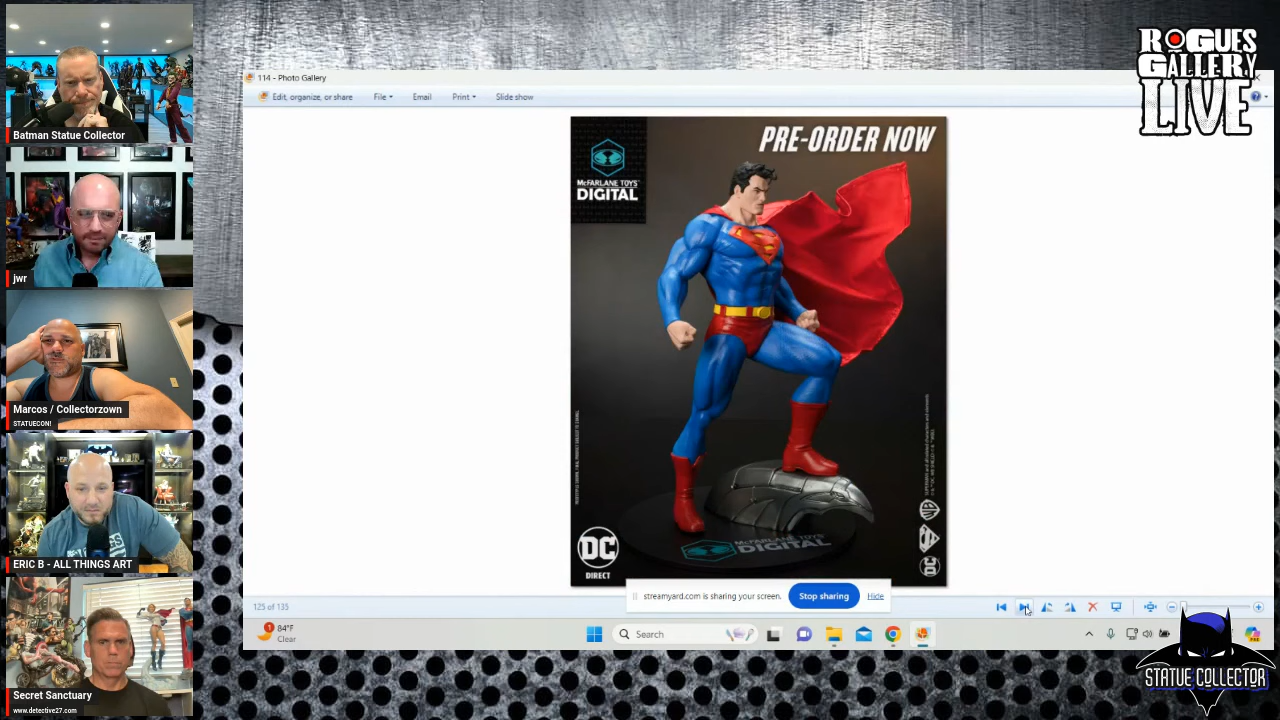 Batman Statue Collector
jwr
Marcos / Collectorzown
STATUECON!
ERIC B - ALL THINGS ART
Secret Sanctuary
www.detective27.com
114 - Photo Gallery
Edit, organize, or share
File
Email
Print
Slide show
ROGUES
GALLERY
LIVE
PRE-ORDER NOW
McFARLANE TOYS
DIGITAL
S
McFARLANE TOYS
DIGITAL
DC
DIRECT
WB
DC
streamyard.com is sharing your screen.
Stop sharing
Hide
125 of 135
1
84°F
Clear
Search
STATUE COLLECTOR